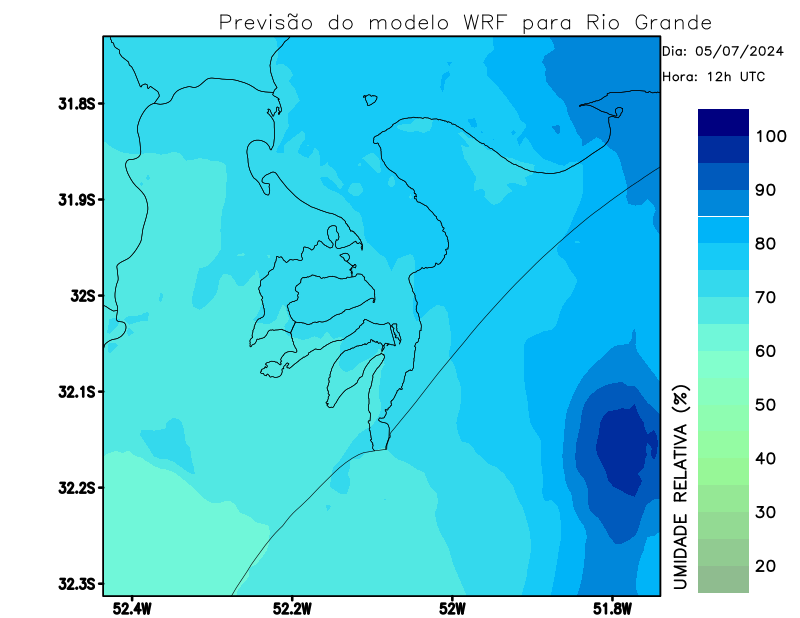 Previsão do modelo WRF para Rio Grande
Dia: 05/07/2024
Hora: 12h UTC
31.8S
31.9S
32S
32.1S
32.2S
32.3S
52.4W
52.2W
52W
51.8W
UMIDADE RELATIVA (%)
100
90
80
70
60
50
40
30
20